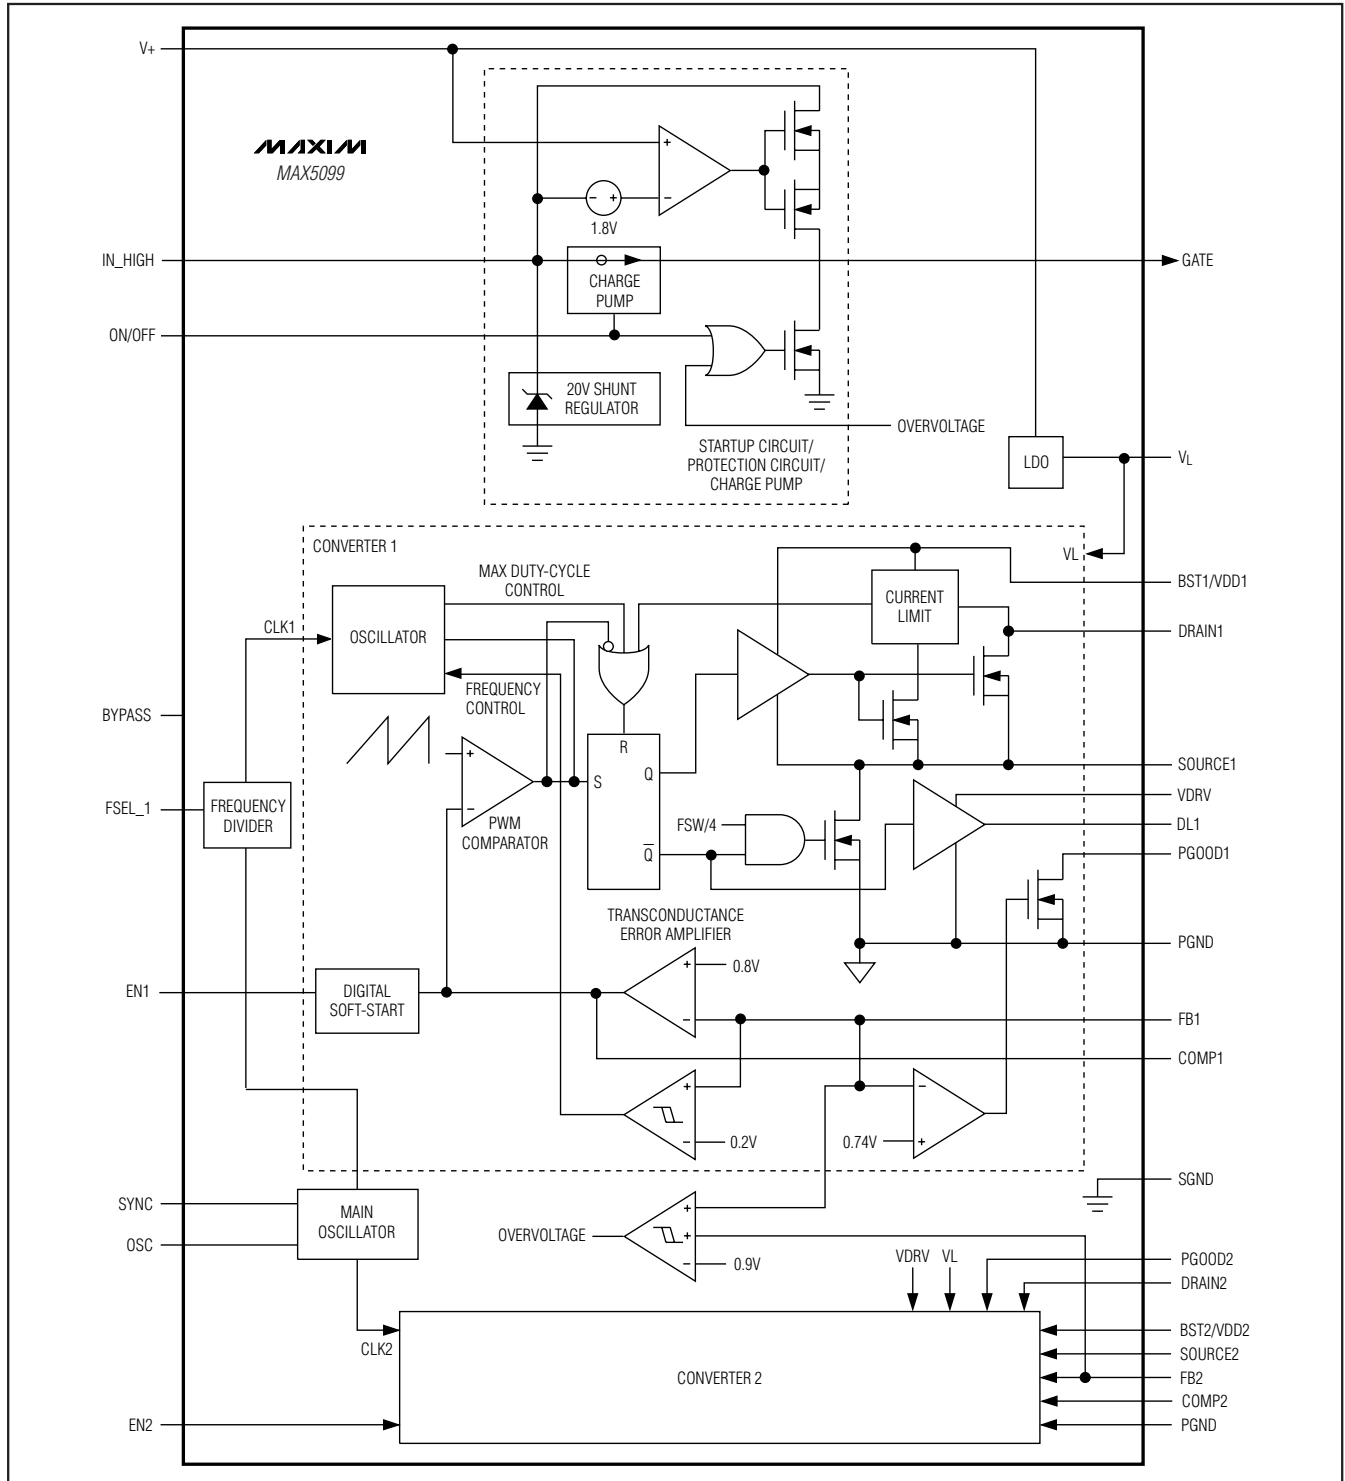 V+
MAXIM
MAX5099
+
−
− +
1.8V
IN_HIGH
GATE
CHARGE
PUMP
ON/OFF
20V SHUNT
REGULATOR
OVERVOLTAGE
STARTUP CIRCUIT/
PROTECTION CIRCUIT/
CHARGE PUMP
LDO
VL
CONVERTER 1
VL
MAX DUTY-CYCLE
CONTROL
BST1/VDD1
CURRENT
LIMIT
CLK1
OSCILLATOR
DRAIN1
FREQUENCY
CONTROL
BYPASS
R
+
−
S
Q
SOURCE1
VDRV
FSEL_1
FREQUENCY
DIVIDER
PWM
COMPARATOR
FSW/4
DL1
Q
PGOOD1
TRANSCONDUCTANCE
ERROR AMPLIFIER
PGND
+
0.8V
EN1
DIGITAL
SOFT-START
−
FB1
COMP1
+
−
−
0.2V
0.74V
+
SGND
SYNC
MAIN
OSCILLATOR
OSC
+
OVERVOLTAGE
+
−
0.9V
VDRV
VL
PGOOD2
DRAIN2
CLK2
BST2/VDD2
SOURCE2
CONVERTER 2
FB2
COMP2
EN2
PGND